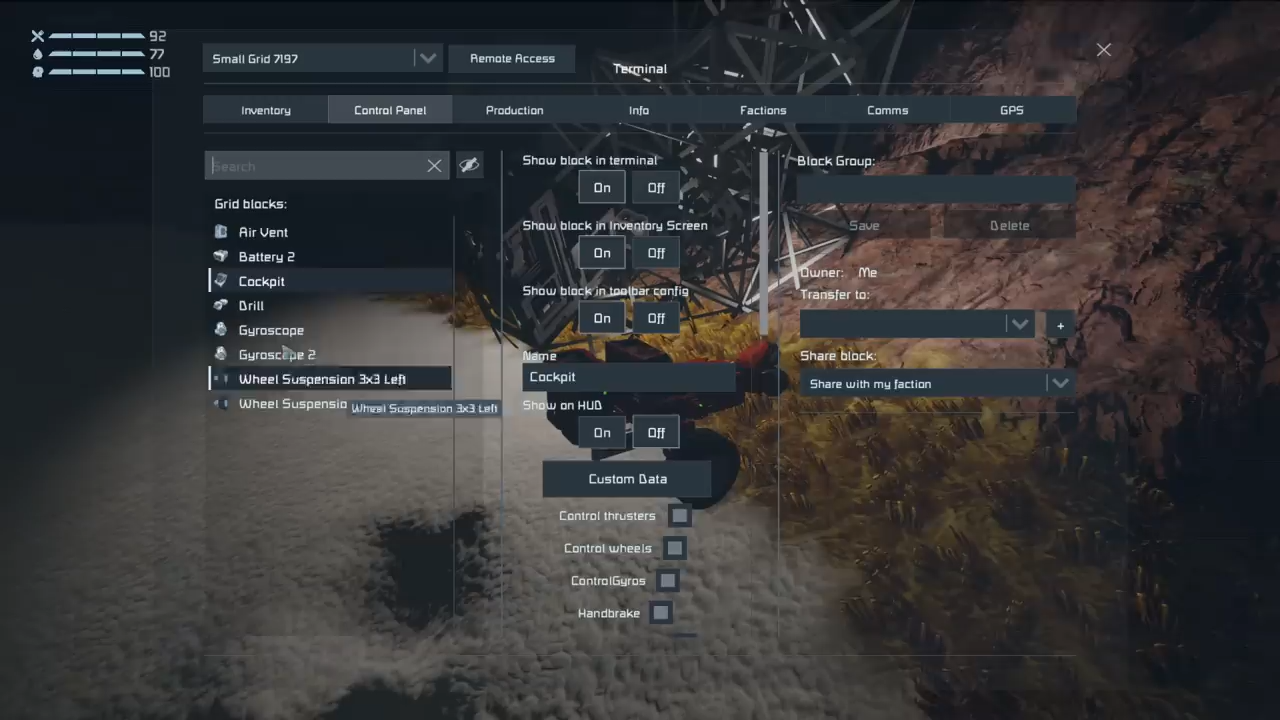 92
77
100
Small Grid 7197
Remote Access
Terminal
Inventory
Control Panel
Production
Info
Factions
Comms
GPS
Search
Grid blocks:
Air Vent
Battery 2
Cockpit
Drill
Gyroscope
Gyroscope 2
Wheel Suspension 3x3 Left
Wheel Suspensio
Wheel Suspension 3x3 Left
Show block in terminal
On Off
Show block in Inventory Screen
On Off
Show block in toolbar config
On Off
Name
Cockpit
Show on HUD
On Off
Custom Data
Control thrusters
Control wheels
ControlGyros
Handbrake
Block Group:
Save Delete
Owner: Me
Transfer to:
+
Share block:
Share with my faction